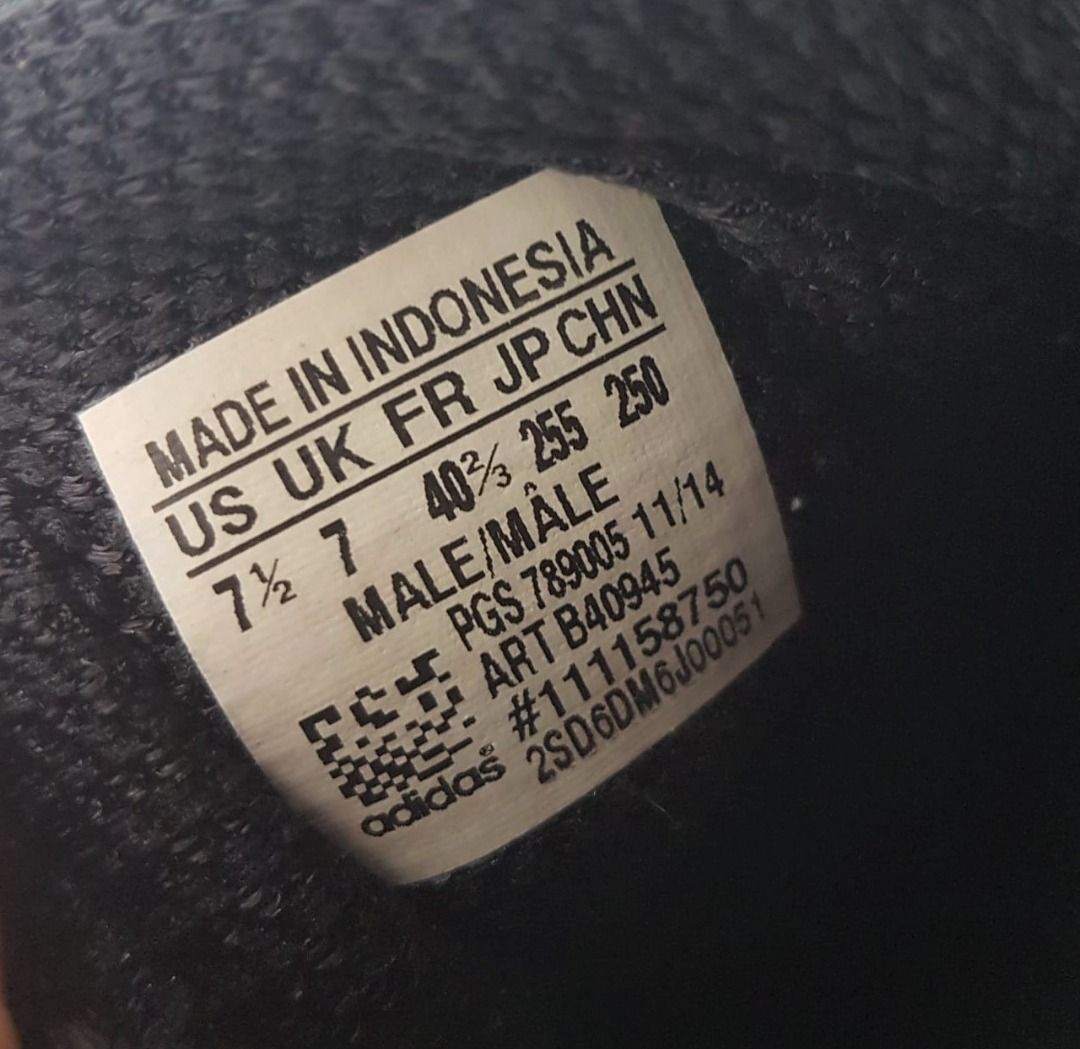 MADE IN INDONESIA
US UK FR JP CHN
7½ 7 40⅔ 255 250
MALE/MÂLE
PGS 789005 11/14
ART B40945
#111158750
2SD6DM6J00051
adidas®